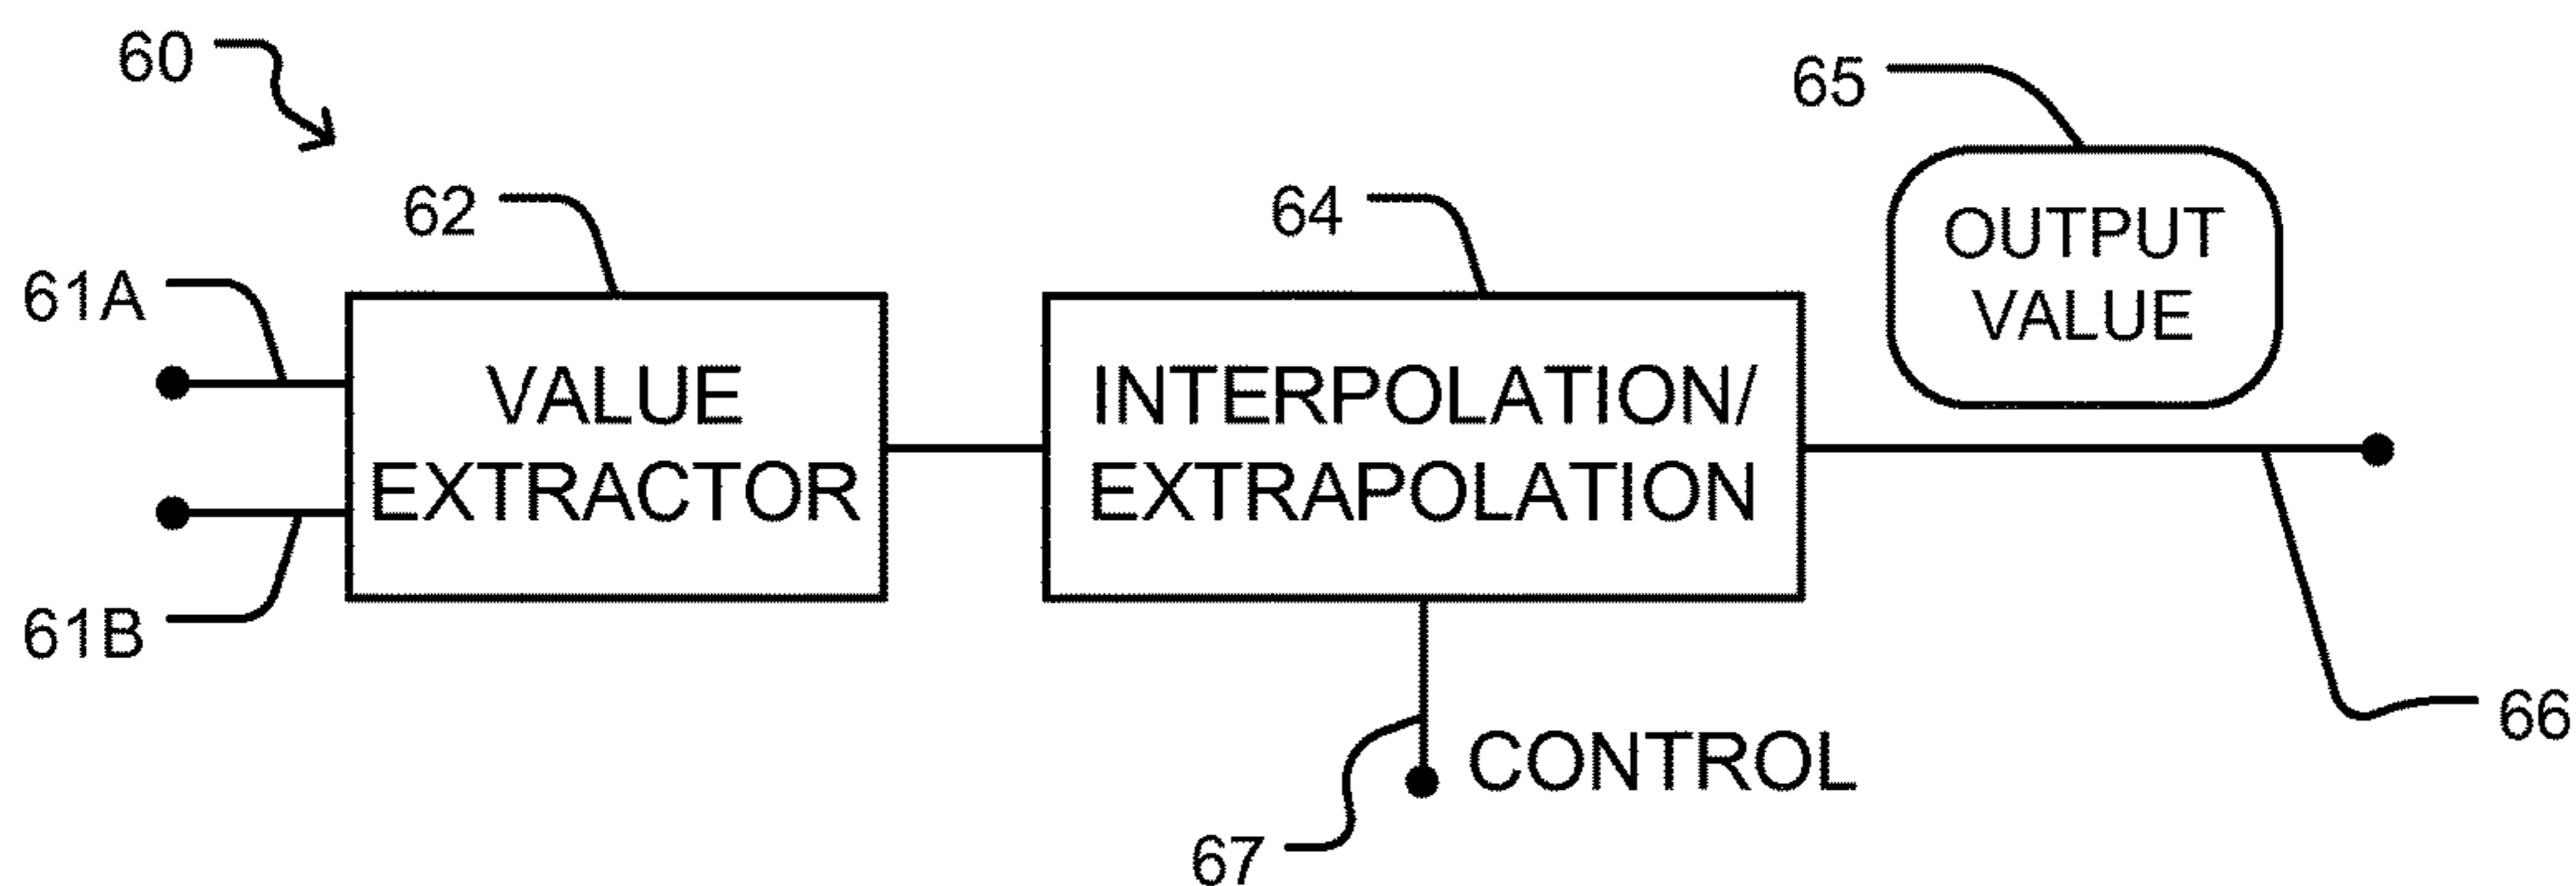 60
65
62
64
OUTPUT
VALUE
61A
VALUE
EXTRACTOR
INTERPOLATION/
EXTRAPOLATION
61B
66
CONTROL
67